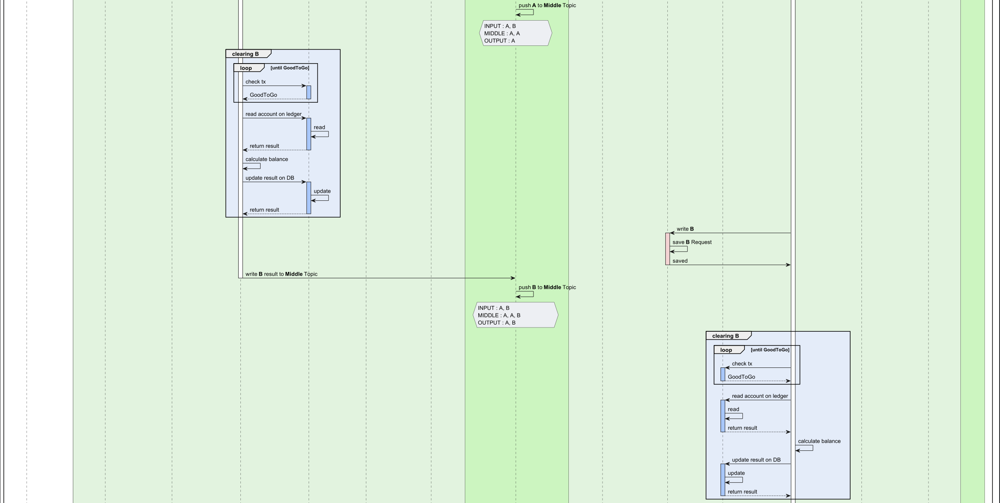 push A to Middle Topic
INPUT : A, B
MIDDLE : A, A
OUTPUT : A
clearing B
loop [until GoodToGo]
check tx
GoodToGo
read account on ledger
read
return result
calculate balance
update result on DB
update
return result
write B
save B Request
saved
write B result to Middle Topic
push B to Middle Topic
INPUT : A, B
MIDDLE : A, A, B
OUTPUT : A, B
clearing B
loop [until GoodToGo]
check tx
GoodToGo
read account on ledger
read
return result
calculate balance
update result on DB
update
return result